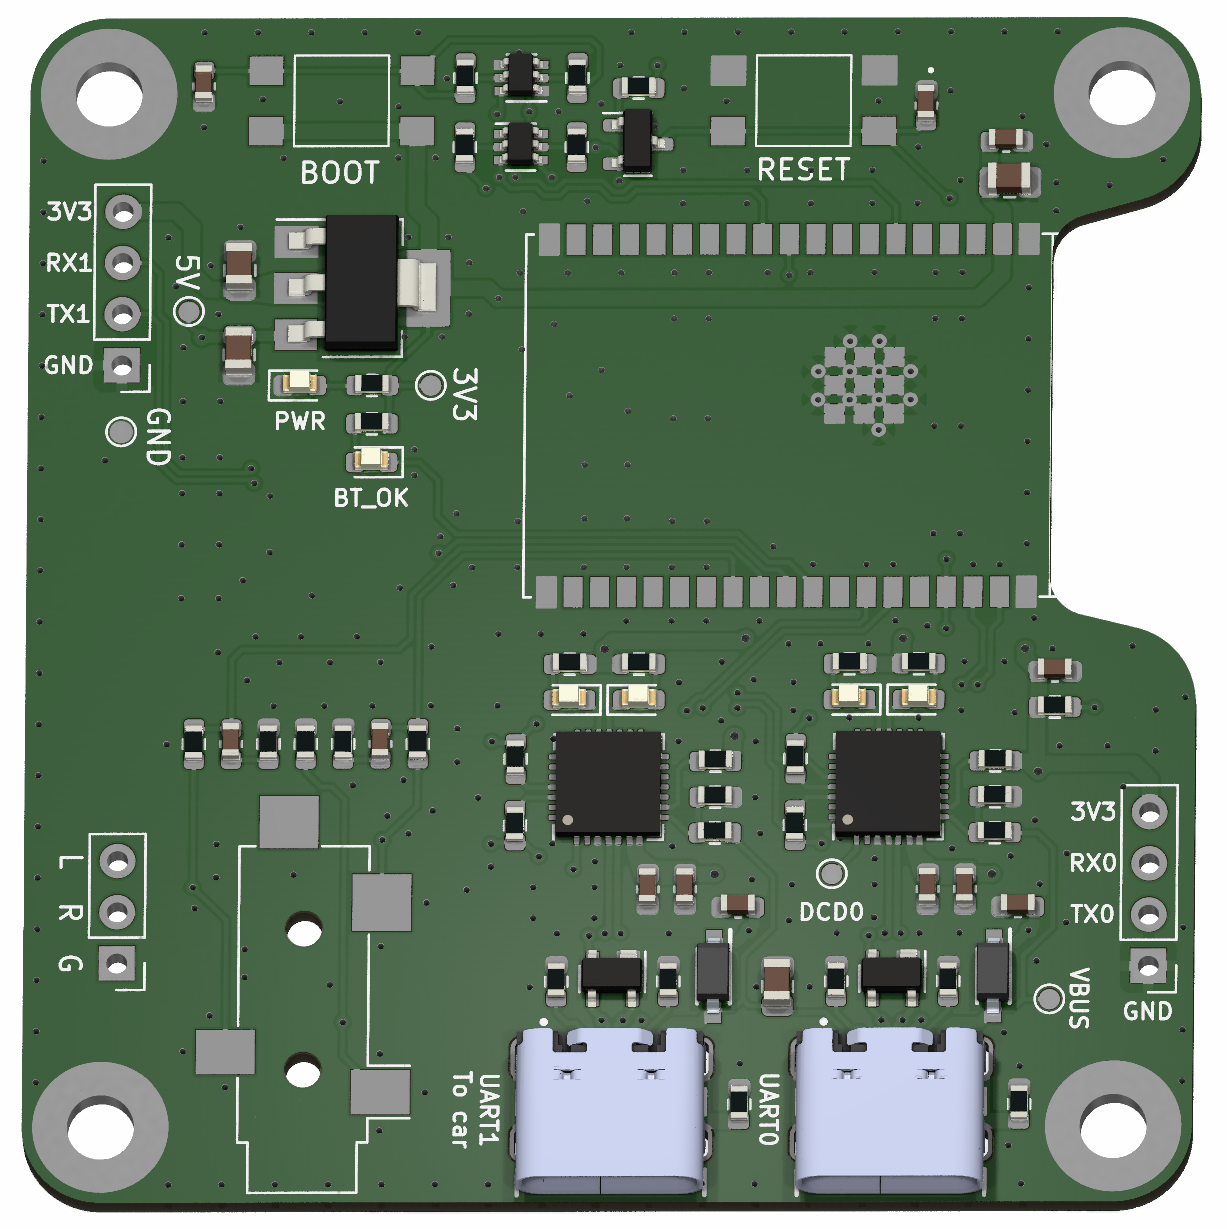 BOOT
RESET
3V3
RX1
TX1
GND
5V
GND
PWR
3V3
BT_OK
L
R
G
DCD0
3V3
RX0
TX0
GND
VBUS
UART1
To car
UART0